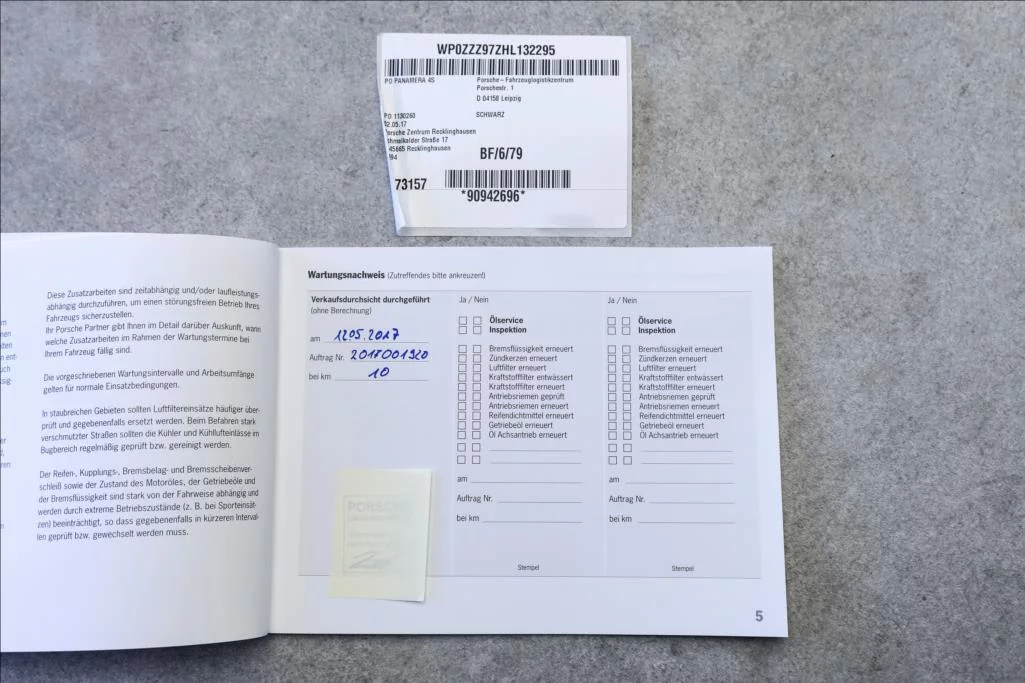 WP0ZZZ97ZHL132295
PO PANAMERA 4S
Porsche – Fahrzeuglogistikzentrum
Porschestr. 1
D 04158 Leipzig
PO 1130260
SCHWARZ
2.05.17
orsche Zentrum Recklinghausen
chmalkalder Straße 17
45665 Recklinghausen
94
BF/6/79
73157
*90942696*
Diese Zusatzarbeiten sind zeitabhängig und/oder laufleistungs-
abhängig durchzuführen, um einen störungsfreien Betrieb Ihres
Fahrzeugs sicherzustellen.
Ihr Porsche Partner gibt Ihnen im Detail darüber Auskunft, wann
welche Zusatzarbeiten im Rahmen der Wartungstermine bei
Ihrem Fahrzeug fällig sind.
Die vorgeschriebenen Wartungsintervalle und Arbeitsumfänge
gelten für normale Einsatzbedingungen.
In staubreichen Gebieten sollten Luftfiltereinsätze häufiger über-
prüft und gegebenenfalls ersetzt werden. Beim Befahren stark
verschmutzter Straßen sollten die Kühler und Kühllufteinlässe im
Bugbereich regelmäßig geprüft bzw. gereinigt werden.
Der Reifen-, Kupplungs-, Bremsbelag- und Bremsscheibenver-
schleiß sowie der Zustand des Motoröles, der Getriebeöle und
der Bremsflüssigkeit sind stark von der Fahrweise abhängig und
werden durch extreme Betriebszustände (z. B. bei Sporteinsät-
zen) beeinträchtigt, so dass gegebenenfalls in kürzeren Interval-
len geprüft bzw. gewechselt werden muss.
Wartungsnachweis (Zutreffendes bitte ankreuzen!)
Verkaufsdurchsicht durchgeführt
(ohne Berechnung)
am 12.05.2017
Auftrag Nr. 2017001920
bei km 10
PORSCHE
Ja / Nein
Ölservice
Inspektion
Bremsflüssigkeit erneuert
Zündkerzen erneuert
Luftfilter erneuert
Kraftstofffilter entwässert
Kraftstofffilter erneuert
Antriebsriemen geprüft
Antriebsriemen erneuert
Reifendichtmittel erneuert
Getriebeöl erneuert
Öl Achsantrieb erneuert
am
Auftrag Nr.
bei km
Stempel
Ja / Nein
Ölservice
Inspektion
Bremsflüssigkeit erneuert
Zündkerzen erneuert
Luftfilter erneuert
Kraftstofffilter entwässert
Kraftstofffilter erneuert
Antriebsriemen geprüft
Antriebsriemen erneuert
Reifendichtmittel erneuert
Getriebeöl erneuert
Öl Achsantrieb erneuert
am
Auftrag Nr.
bei km
Stempel
5